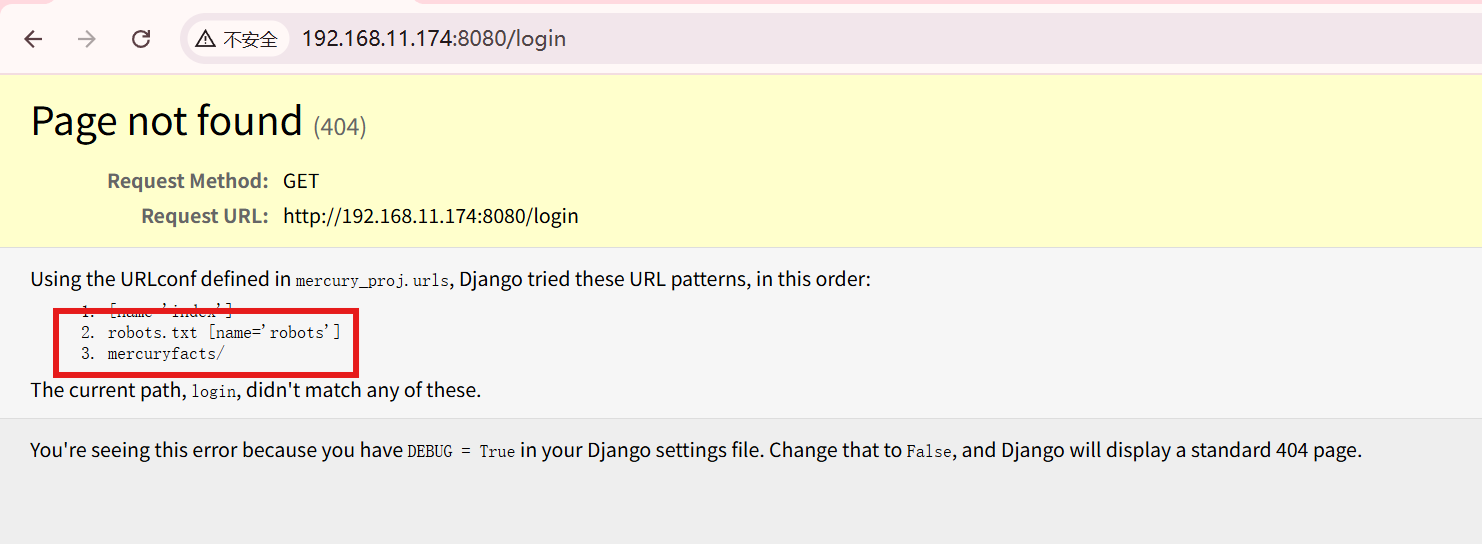 不安全 192.168.11.174:8080/login
Page not found (404)
Request Method: GET
Request URL: http://192.168.11.174:8080/login
Using the URLconf defined in mercury_proj.urls, Django tried these URL patterns, in this order:
1. [name='index']
2. robots.txt [name='robots']
3. mercuryfacts/
The current path, login, didn't match any of these.
You're seeing this error because you have DEBUG = True in your Django settings file. Change that to False, and Django will display a standard 404 page.